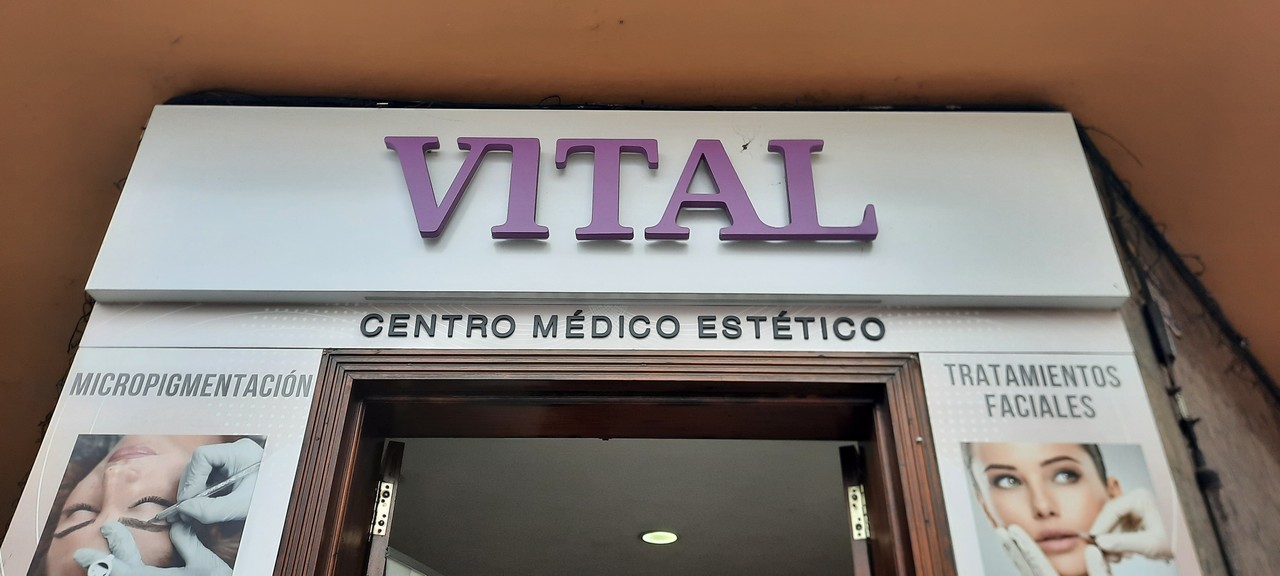 VITAL
CENTRO MÉDICO ESTÉTICO
MICROPIGMENTACIÓN
TRATAMIENTOS
FACIALES